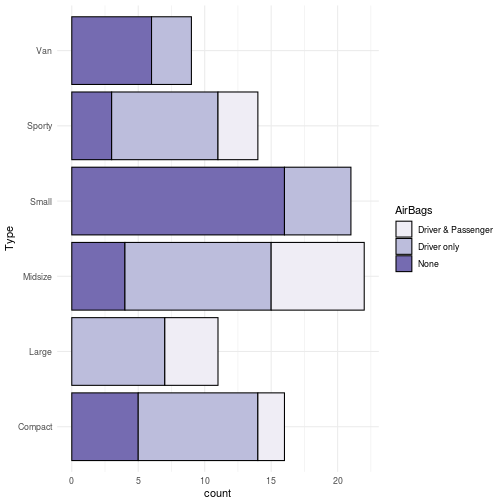 Van
Sporty
Small
Midsize
Large
Compact
Type
0 5 10 15 20
count
AirBags
Driver & Passenger
Driver only
None